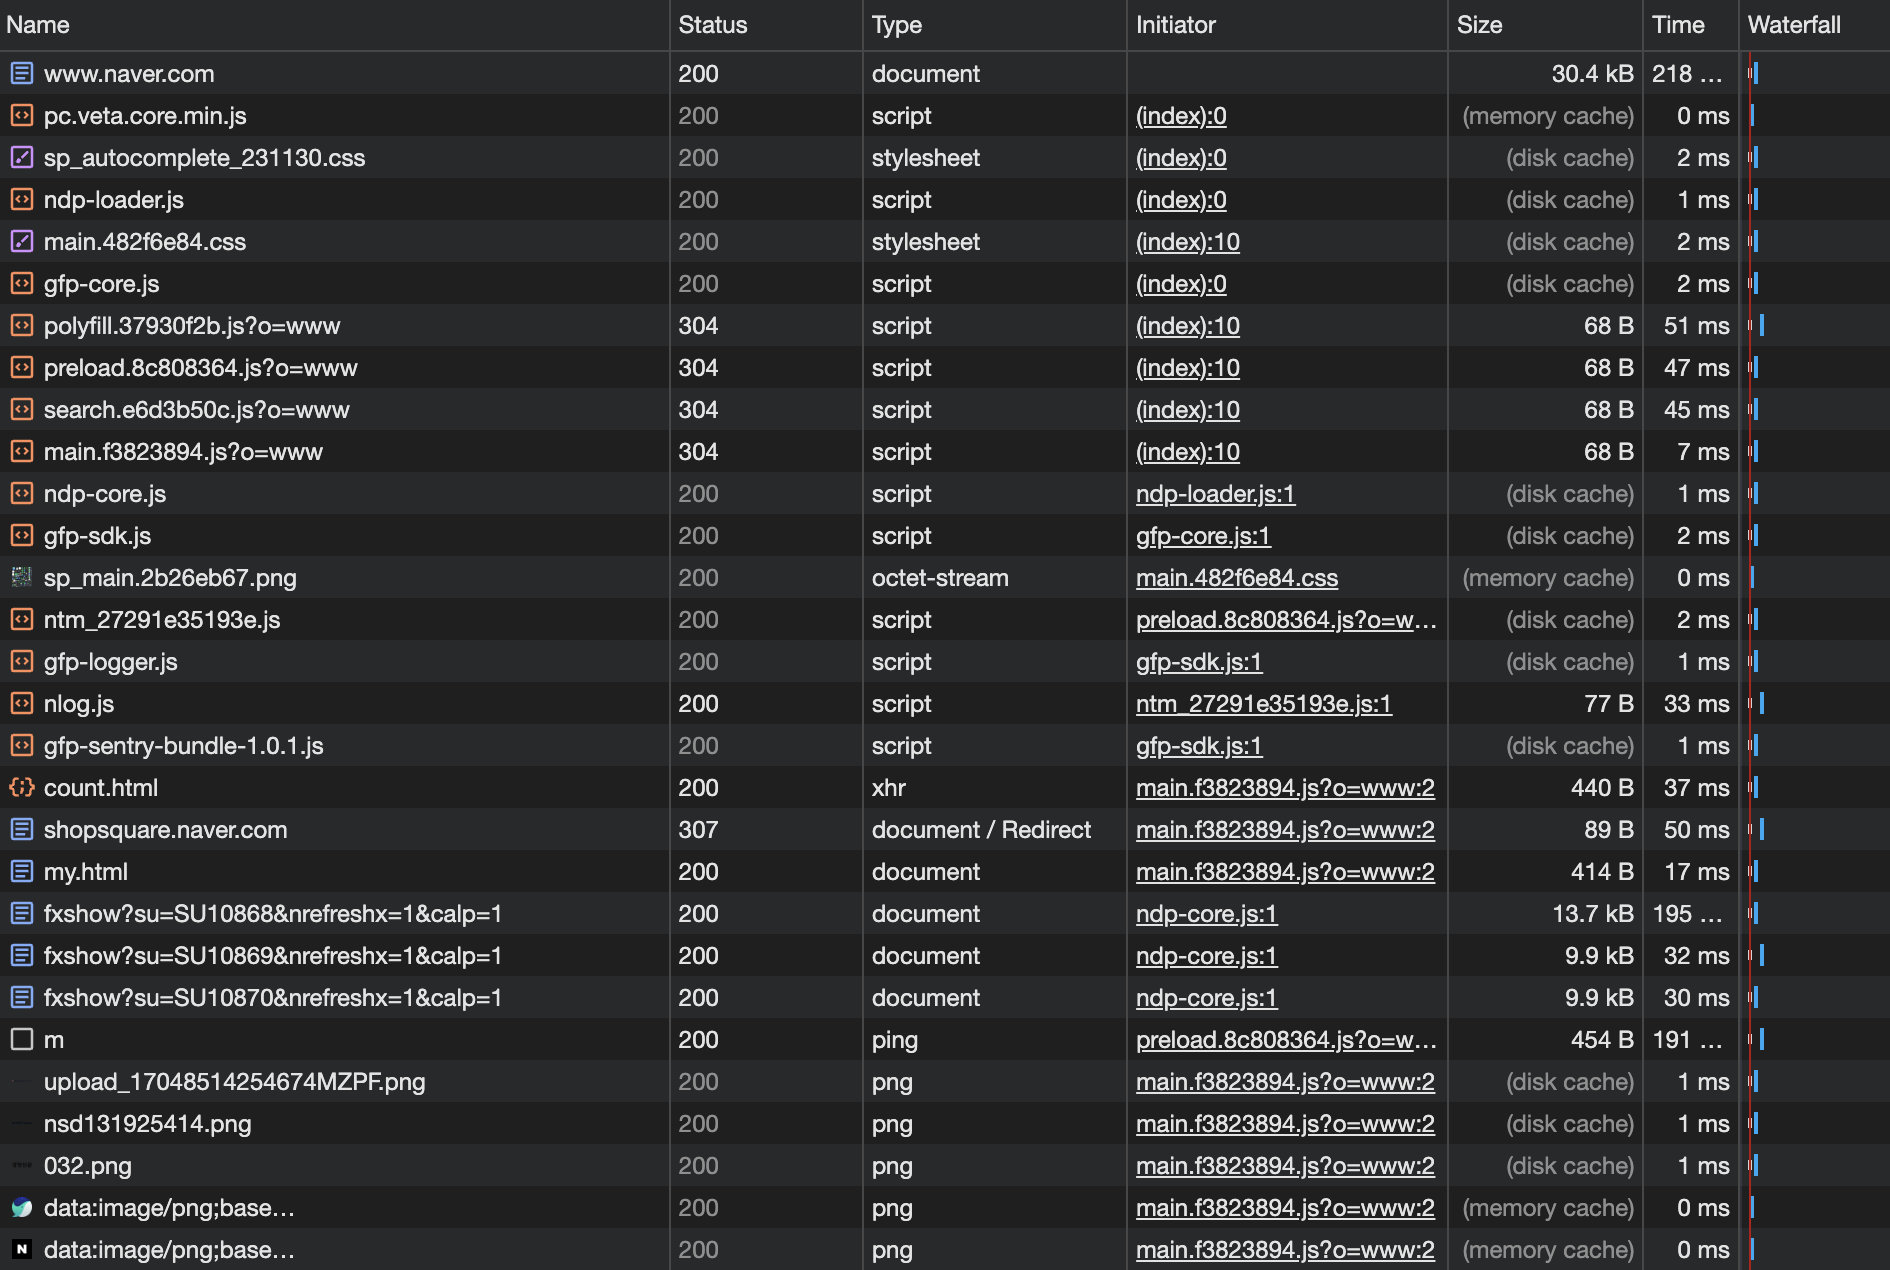 Name Status Type Initiator Size Time Waterfall
www.naver.com 200 document 30.4 kB 218 ...
pc.veta.core.min.js 200 script (index):0 (memory cache) 0 ms
sp_autocomplete_231130.css 200 stylesheet (index):0 (disk cache) 2 ms
ndp-loader.js 200 script (index):0 (disk cache) 1 ms
main.482f6e84.css 200 stylesheet (index):10 (disk cache) 2 ms
gfp-core.js 200 script (index):0 (disk cache) 2 ms
polyfill.37930f2b.js?o=www 304 script (index):10 68 B 51 ms
preload.8c808364.js?o=www 304 script (index):10 68 B 47 ms
search.e6d3b50c.js?o=www 304 script (index):10 68 B 45 ms
main.f3823894.js?o=www 304 script (index):10 68 B 7 ms
ndp-core.js 200 script ndp-loader.js:1 (disk cache) 1 ms
gfp-sdk.js 200 script gfp-core.js:1 (disk cache) 2 ms
sp_main.2b26eb67.png 200 octet-stream main.482f6e84.css (memory cache) 0 ms
ntm_27291e35193e.js 200 script preload.8c808364.js?o=w... (disk cache) 2 ms
gfp-logger.js 200 script gfp-sdk.js:1 (disk cache) 1 ms
nlog.js 200 script ntm_27291e35193e.js:1 77 B 33 ms
gfp-sentry-bundle-1.0.1.js 200 script gfp-sdk.js:1 (disk cache) 1 ms
count.html 200 xhr main.f3823894.js?o=www:2 440 B 37 ms
shopsquare.naver.com 307 document / Redirect main.f3823894.js?o=www:2 89 B 50 ms
my.html 200 document main.f3823894.js?o=www:2 414 B 17 ms
fxshow?su=SU10868&nrefreshx=1&calp=1 200 document ndp-core.js:1 13.7 kB 195 ...
fxshow?su=SU10869&nrefreshx=1&calp=1 200 document ndp-core.js:1 9.9 kB 32 ms
fxshow?su=SU10870&nrefreshx=1&calp=1 200 document ndp-core.js:1 9.9 kB 30 ms
m 200 ping preload.8c808364.js?o=w... 454 B 191 ...
upload_17048514254674MZPF.png 200 png main.f3823894.js?o=www:2 (disk cache) 1 ms
nsd131925414.png 200 png main.f3823894.js?o=www:2 (disk cache) 1 ms
032.png 200 png main.f3823894.js?o=www:2 (disk cache) 1 ms
data:image/png;base... 200 png main.f3823894.js?o=www:2 (memory cache) 0 ms
N data:image/png;base... 200 png main.f3823894.js?o=www:2 (memory cache) 0 ms